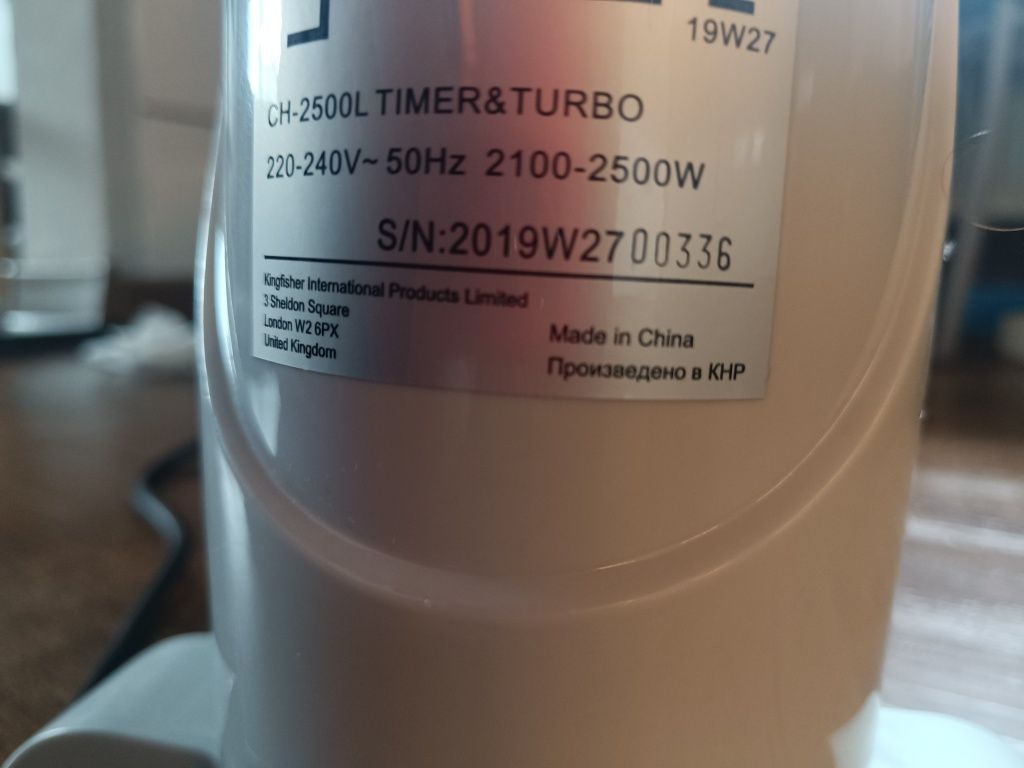 19W27
CH-2500L TIMER&TURBO
220-240V~ 50Hz 2100-2500W
S/N:2019W2700336
Kingfisher International Products Limited
3 Sheldon Square
London W2 6PX
United Kingdom
Made in China
Произведено в КНР